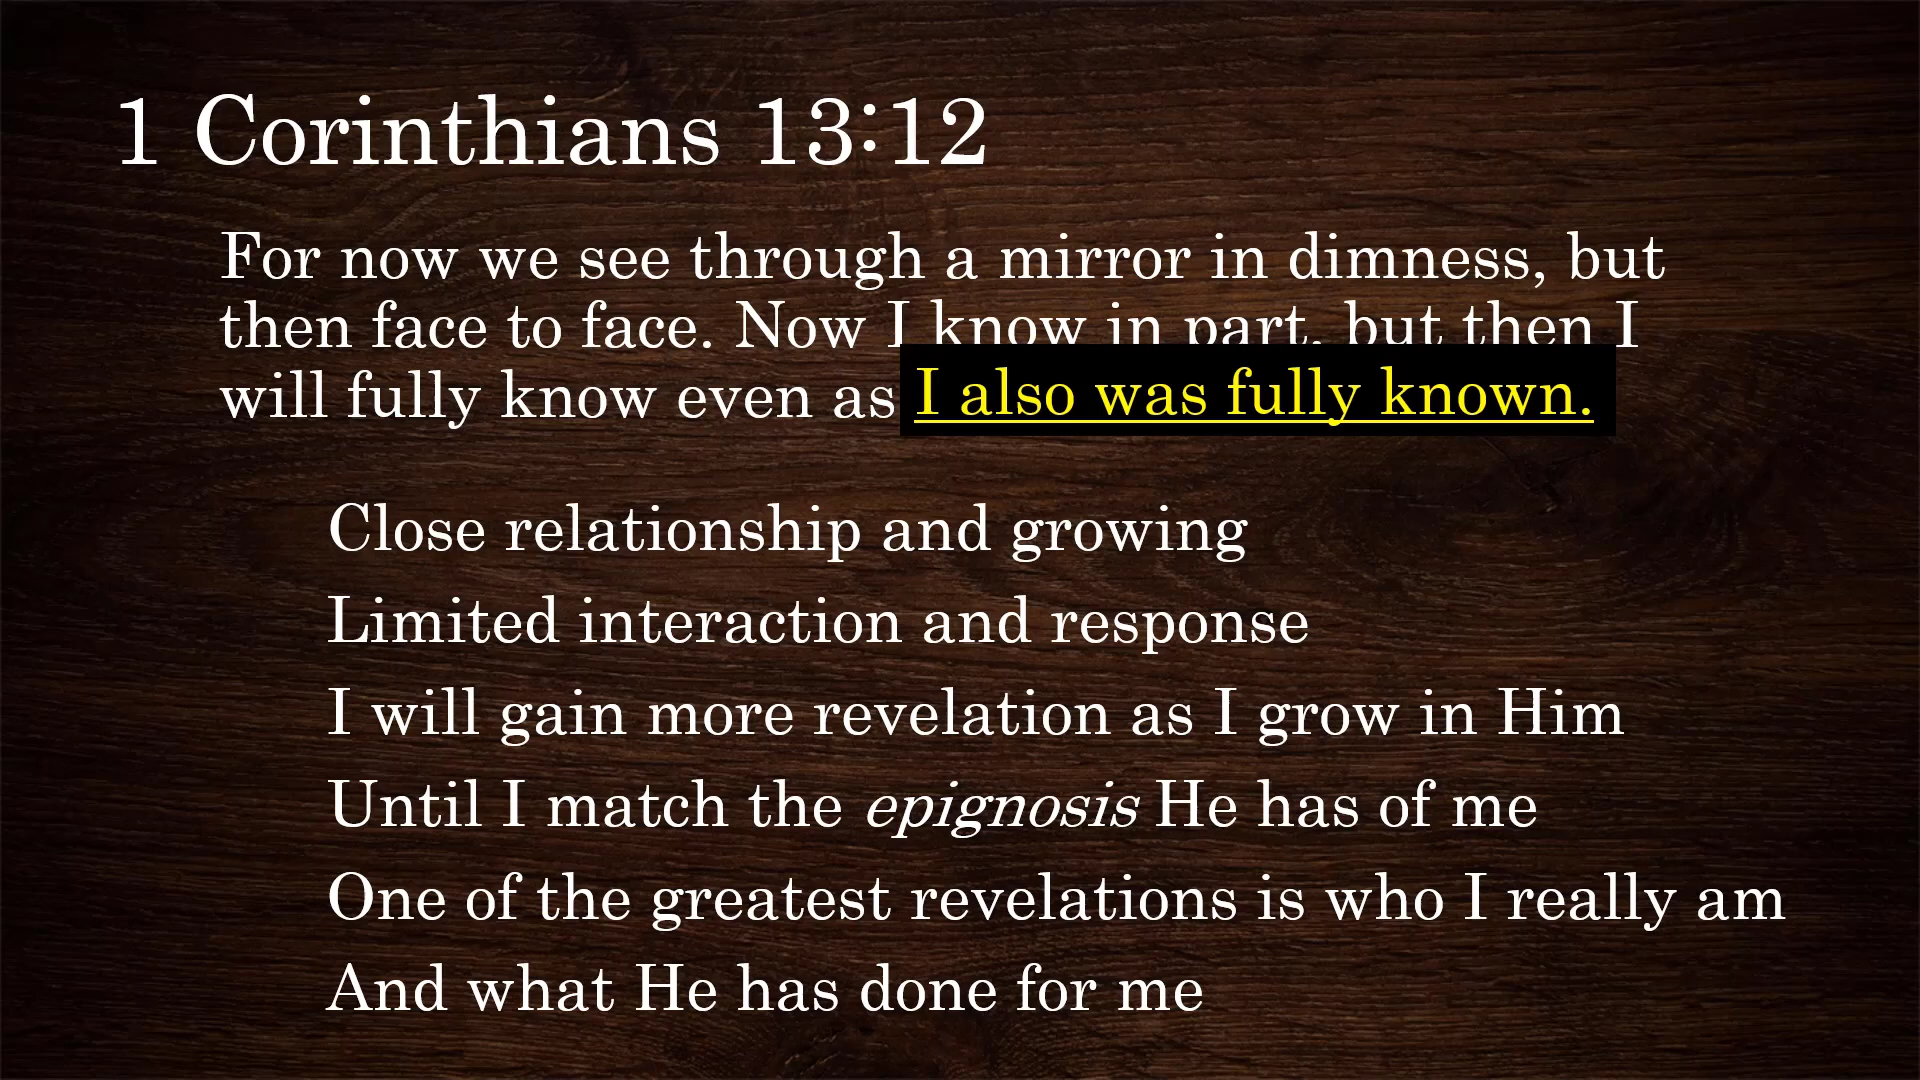 1 Corinthians 13:12
For now we see through a mirror in dimness, but
then face to face. Now I know in part, but then I
will fully know even as I also was fully known.
Close relationship and growing
Limited interaction and response
I will gain more revelation as I grow in Him
Until I match the epignosis He has of me
One of the greatest revelations is who I really am
And what He has done for me